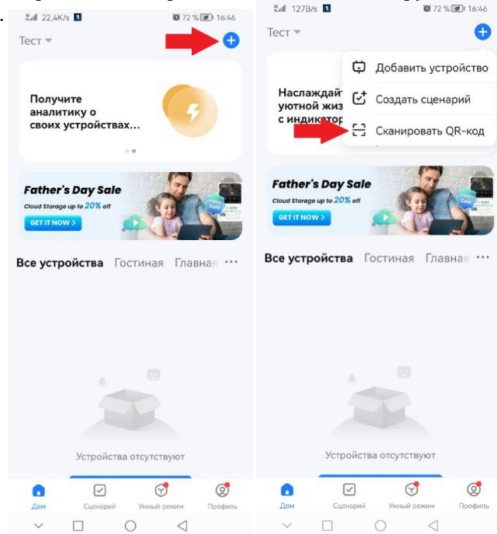 22,4K/s
72 %
16:46
Тест
Получите
аналитику о
своих устройствах...
Father's Day Sale
Cloud Storage up to 20% off
GET IT NOW >
Все устройства Гостиная Главная ...
Устройства отсутствуют
Дом Сценарий Умный режим Профиль
127B/s
72 %
16:46
Тест
Добавить устройство
Создать сценарий
Сканировать QR-код
Наслаждай
уютной жиз
с индикатор
Father's Day Sale
Cloud Storage up to 20% off
GET IT NOW >
Все устройства Гостиная Главная ...
Устройства отсутствуют
Дом Сценарий Умный режим Профиль